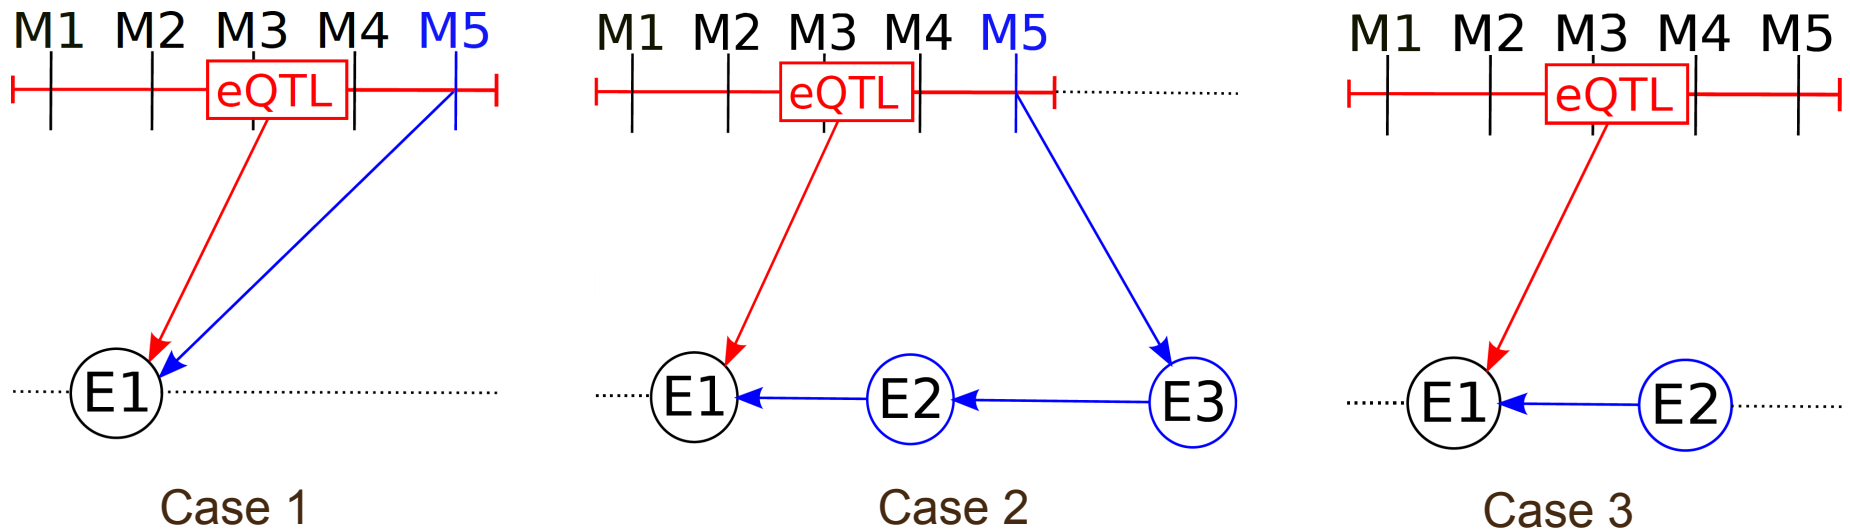 M1 M2 M3 M4 M5
eQTL
E1
Case 1
M1 M2 M3 M4 M5
eQTL
E1 E2 E3
Case 2
M1 M2 M3 M4 M5
eQTL
E1 E2
Case 3